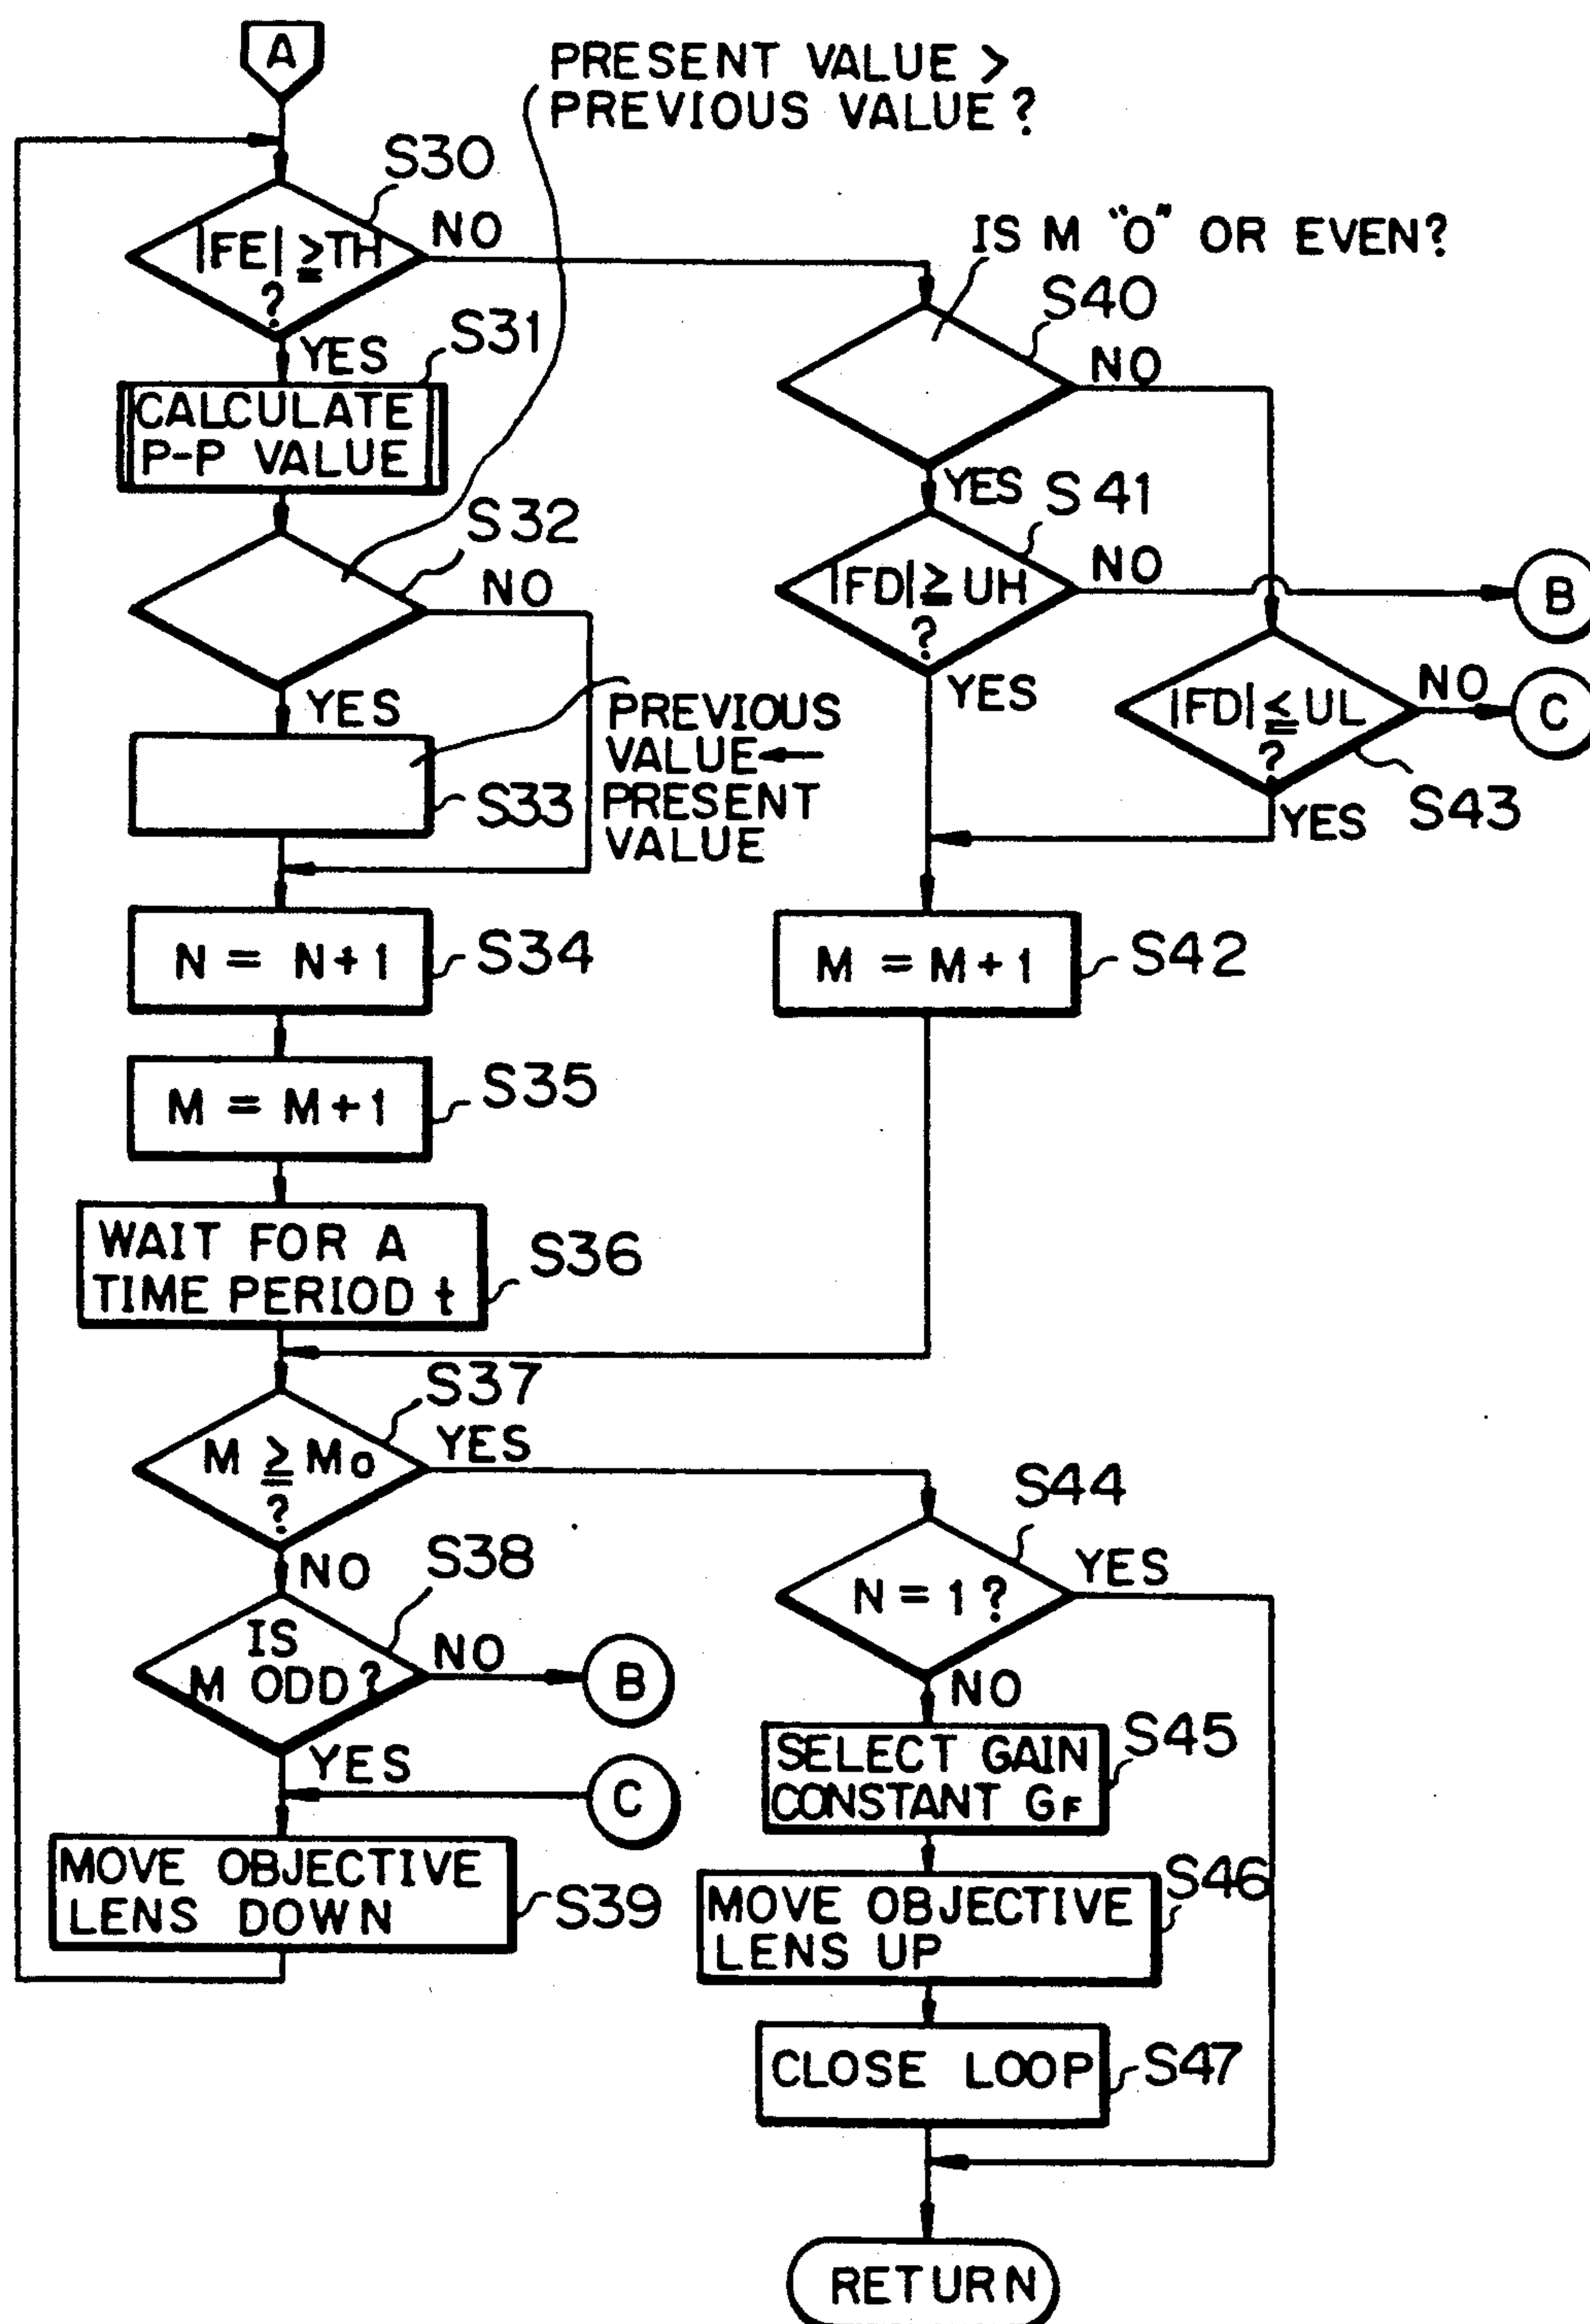 A
PRESENT VALUE >
PREVIOUS VALUE ?
S30
|FE| ≧ TH
?
NO
YES
IS M "0" OR EVEN?
S40
NO
YES
S31
CALCULATE
P-P VALUE
S32
NO
YES
S41
|FD| ≧ UH
?
NO
YES
B
|FD| ≦ UL
?
NO
YES
C
S43
PREVIOUS
VALUE ←
PRESENT
VALUE
S33
N = N+1
S34
M = M+1
S42
M = M+1
S35
WAIT FOR A
TIME PERIOD t
S36
S37
M ≧ Mo
?
YES
NO
S44
N = 1 ?
YES
NO
S38
IS
M ODD ?
NO
B
YES
C
SELECT GAIN
CONSTANT GF
S45
MOVE OBJECTIVE
LENS DOWN
S39
MOVE OBJECTIVE
LENS UP
S46
CLOSE LOOP
S47
RETURN